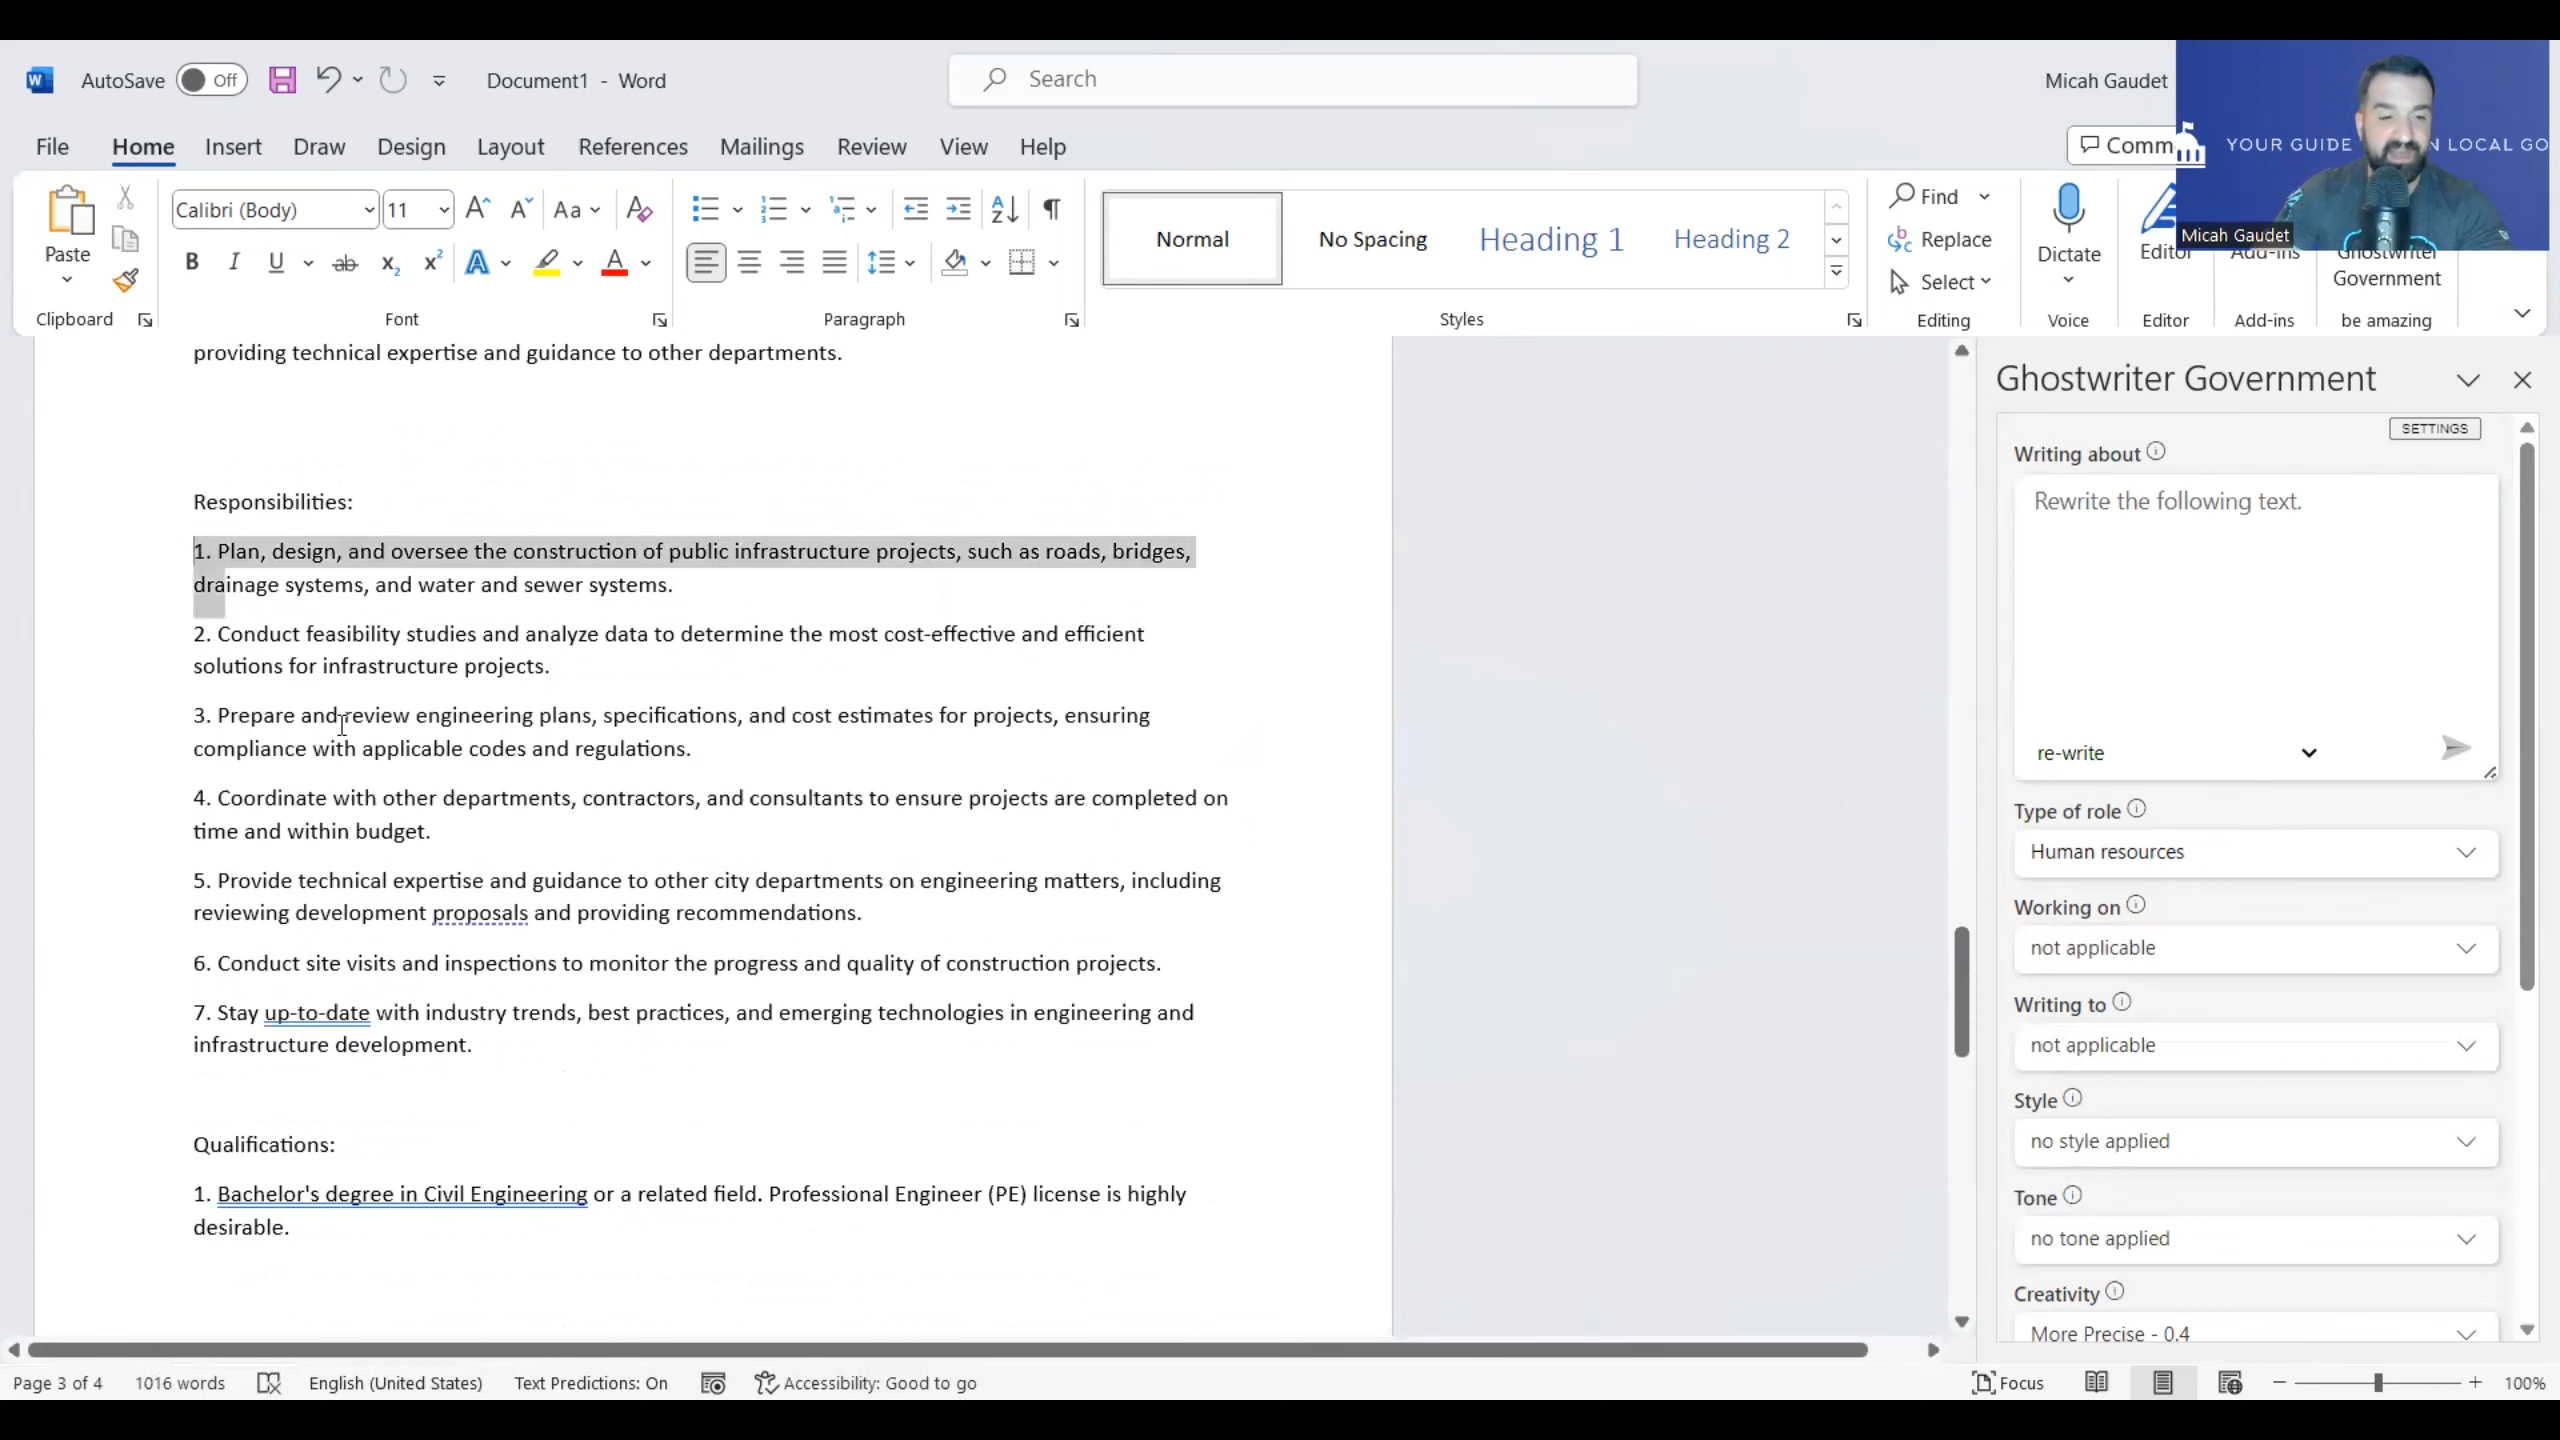 AutoSave Off Document1 - Word Search Micah Gaudet
File Home Insert Draw Design Layout References Mailings Review View Help Comm
YOUR GUIDE N LOCAL GO
Micah Gaudet
Paste Calibri (Body) 11 Aa
Normal No Spacing Heading 1 Heading 2
Find Replace Select
Dictate Editor Add-ins Ghostwriter Government
Clipboard Font Paragraph Styles Editing Voice Editor Add-ins be amazing
providing technical expertise and guidance to other departments.
Responsibilities:
1. Plan, design, and oversee the construction of public infrastructure projects, such as roads, bridges,
drainage systems, and water and sewer systems.
2. Conduct feasibility studies and analyze data to determine the most cost-effective and efficient
solutions for infrastructure projects.
3. Prepare and review engineering plans, specifications, and cost estimates for projects, ensuring
compliance with applicable codes and regulations.
4. Coordinate with other departments, contractors, and consultants to ensure projects are completed on
time and within budget.
5. Provide technical expertise and guidance to other city departments on engineering matters, including
reviewing development proposals and providing recommendations.
6. Conduct site visits and inspections to monitor the progress and quality of construction projects.
7. Stay up-to-date with industry trends, best practices, and emerging technologies in engineering and
infrastructure development.
Qualifications:
1. Bachelor's degree in Civil Engineering or a related field. Professional Engineer (PE) license is highly
desirable.
Ghostwriter Government
SETTINGS
Writing about
Rewrite the following text.
re-write
Type of role
Human resources
Working on
not applicable
Writing to
not applicable
Style
no style applied
Tone
no tone applied
Creativity
More Precise - 0.4
Page 3 of 4 1016 words English (United States) Text Predictions: On Accessibility: Good to go Focus 100%